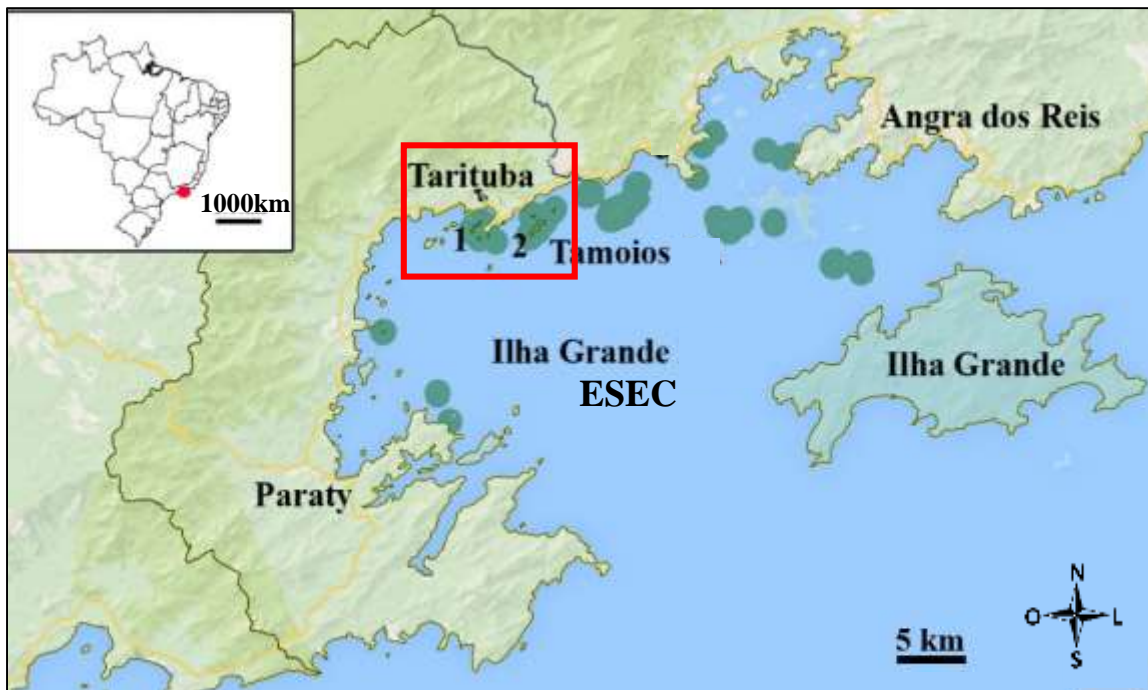 1000km
Angra dos Reis
Tarituba
1
2
Tamoios
Ilha Grande
ESEC
Ilha Grande
Paraty
N
O
L
S
5 km